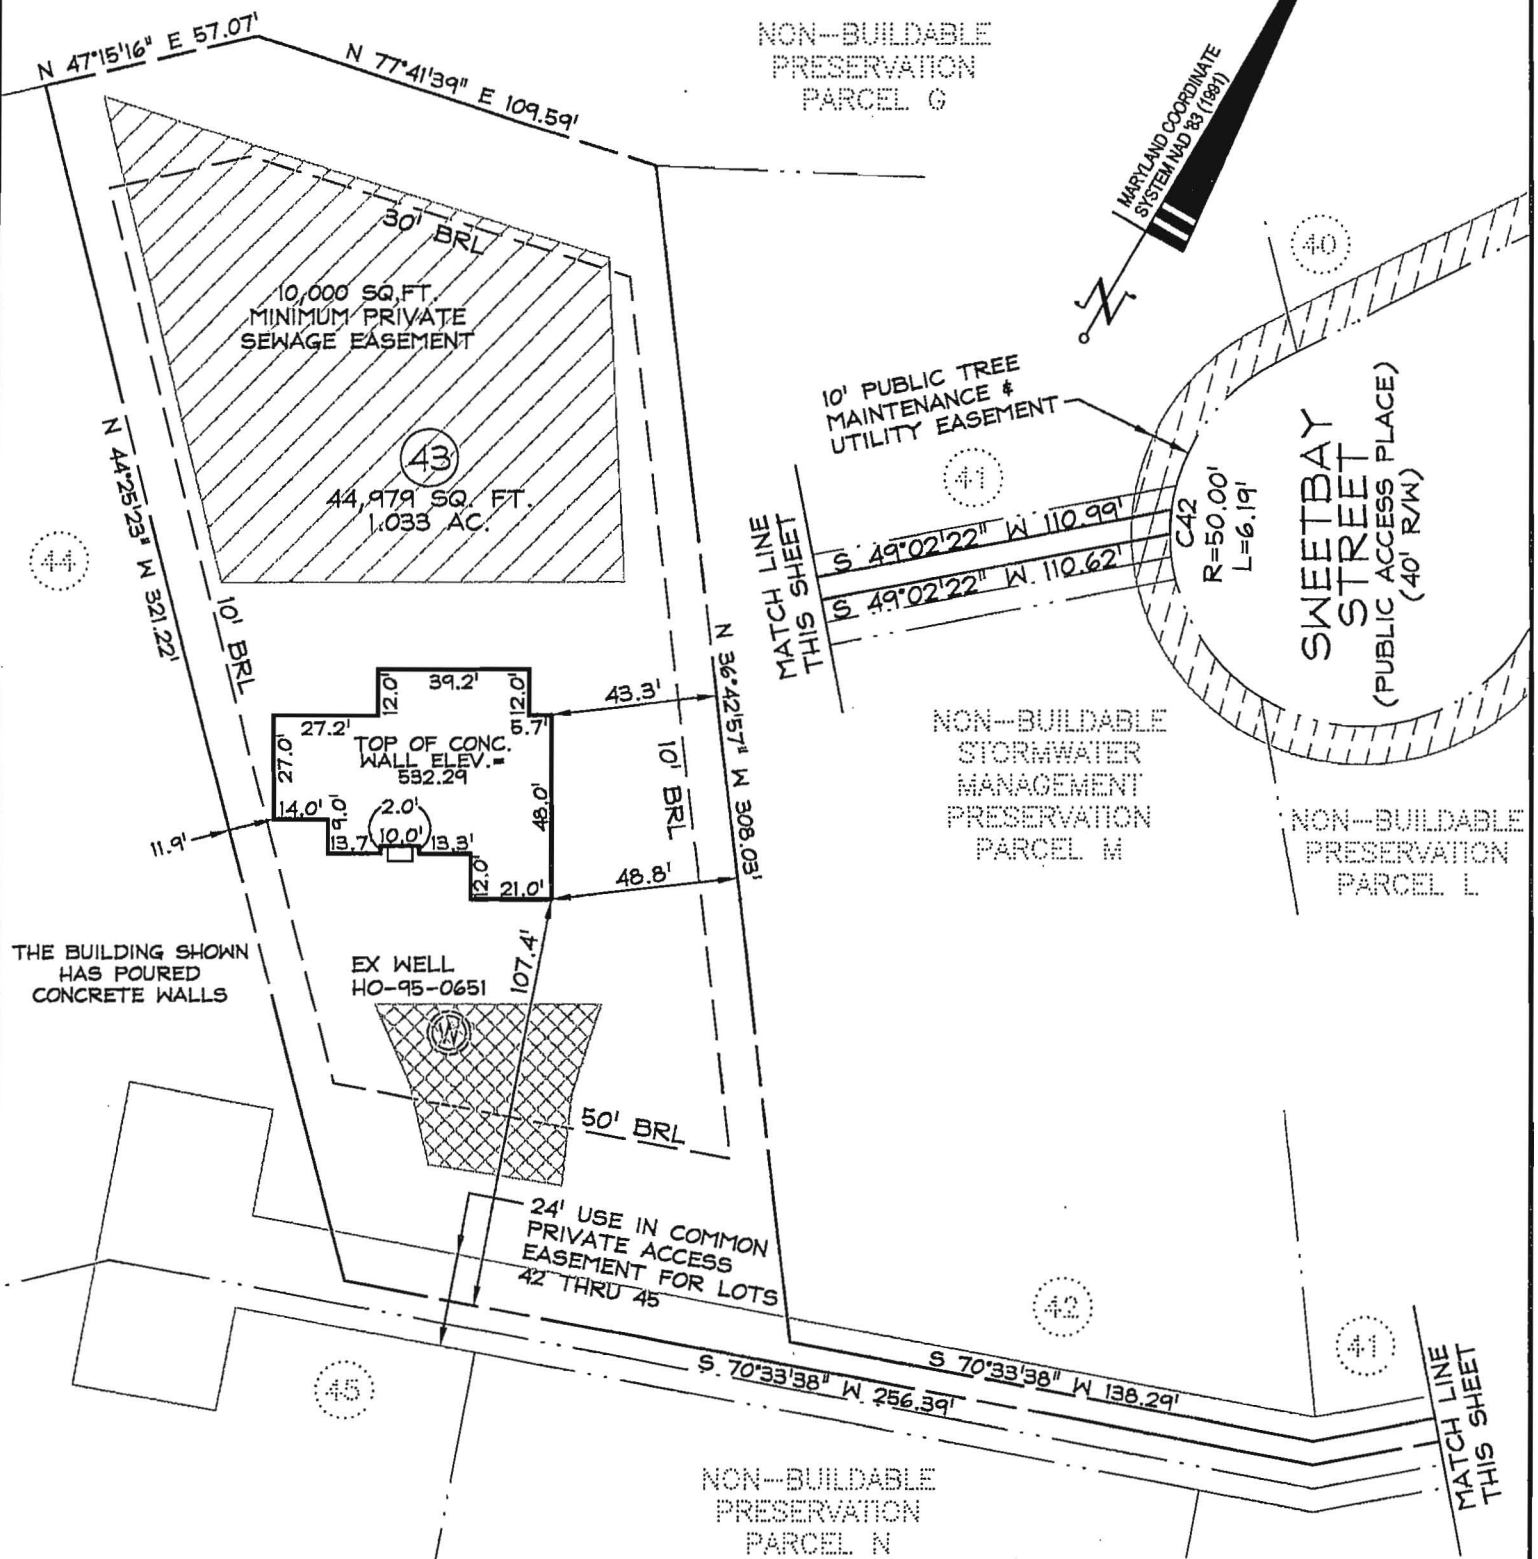 N 47°15'16" E 57.07'
N 77°41'39" E 109.59'
NON-BUILDABLE
PRESERVATION
PARCEL G
MARYLAND COORDINATE
SYSTEM NAD '83 (1991)
N
40
30' BRL
10,000 SQ.FT.
MINIMUM PRIVATE
SEWAGE EASEMENT
43
44,979 SQ. FT.
1.033 AC.
10' PUBLIC TREE
MAINTENANCE &
UTILITY EASEMENT
41
SWEETBAY
STREET
(PUBLIC ACCESS PLACE)
(40' R/W)
C42
R=50.00'
L=6.19'
S 49°02'22" W 110.99'
S 49°02'22" W 110.62'
MATCH LINE
THIS SHEET
N 44°25'23" W 321.22'
44
10' BRL
N 36°42'57" W 308.03'
10' BRL
39.2'
12.0'
12.0'
43.3'
27.2'
5.7'
TOP OF CONC.
WALL ELEV.=
532.29
27.0'
14.0'
9.0'
2.0'
48.0'
13.7
10.0'
13.3'
11.9'
12.0'
21.0'
48.8'
NON-BUILDABLE
STORMWATER
MANAGEMENT
PRESERVATION
PARCEL M
NON-BUILDABLE
PRESERVATION
PARCEL L
THE BUILDING SHOWN
HAS POURED
CONCRETE WALLS
EX WELL
HO-95-0651
107.4'
W
50' BRL
24' USE IN COMMON
PRIVATE ACCESS
EASEMENT FOR LOTS
42 THRU 45
42
41
45
S 70°33'38" W 256.39'
S 70°33'38" W 138.29'
MATCH LINE
THIS SHEET
NON-BUILDABLE
PRESERVATION
PARCEL N